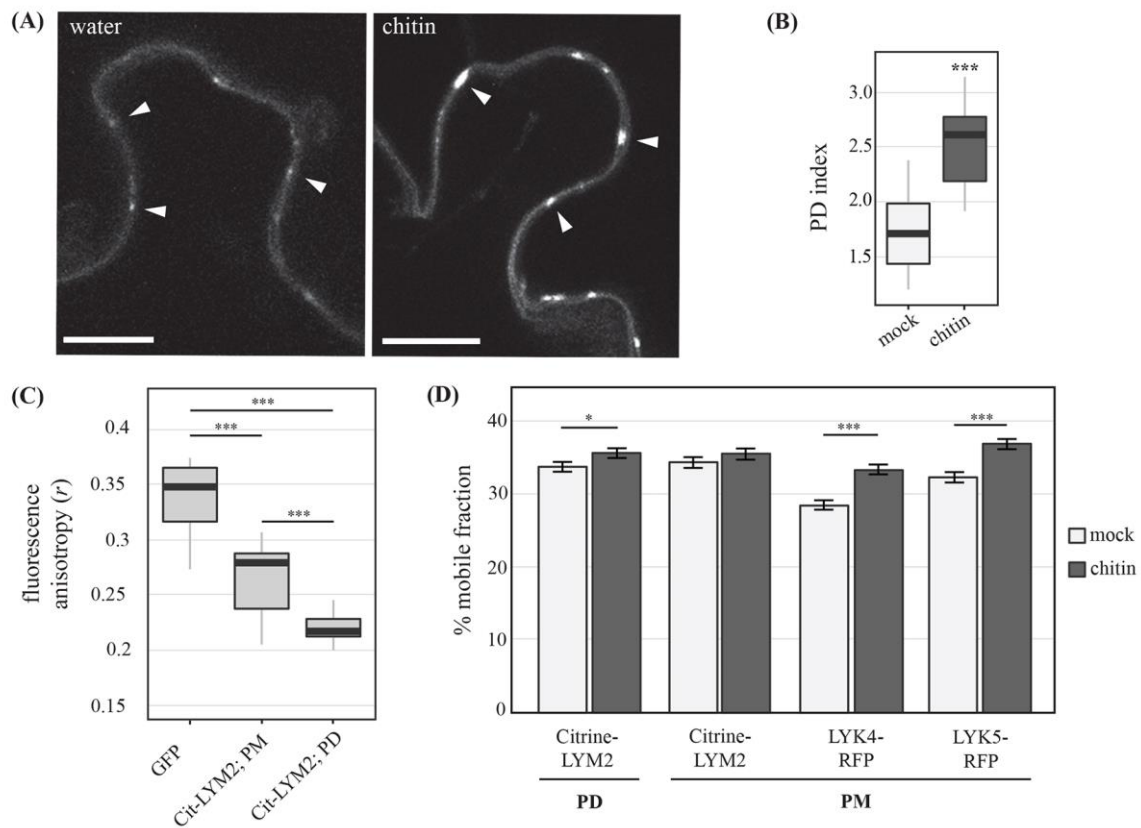 (A)
water
chitin
(B)
***
PD index
3.0
2.5
2.0
1.5
mock
chitin
(C)
fluorescence
anisotropy (r)
0.4
0.35
0.3
0.25
0.2
0.15
***
***
***
GFP
Cit-LYM2; PM
Cit-LYM2; PD
(D)
% mobile fraction
40
30
20
10
0
*
***
***
mock
chitin
Citrine-
LYM2
Citrine-
LYM2
LYK4-
RFP
LYK5-
RFP
PD
PM